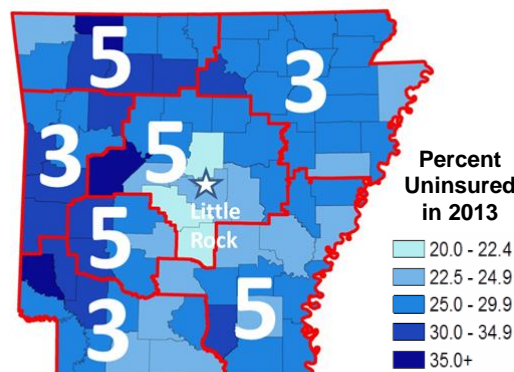 5
3
3
5
Little
Rock
5
3
5
Percent
Uninsured
in 2013
20.0 - 22.4
22.5 - 24.9
25.0 - 29.9
30.0 - 34.9
35.0+